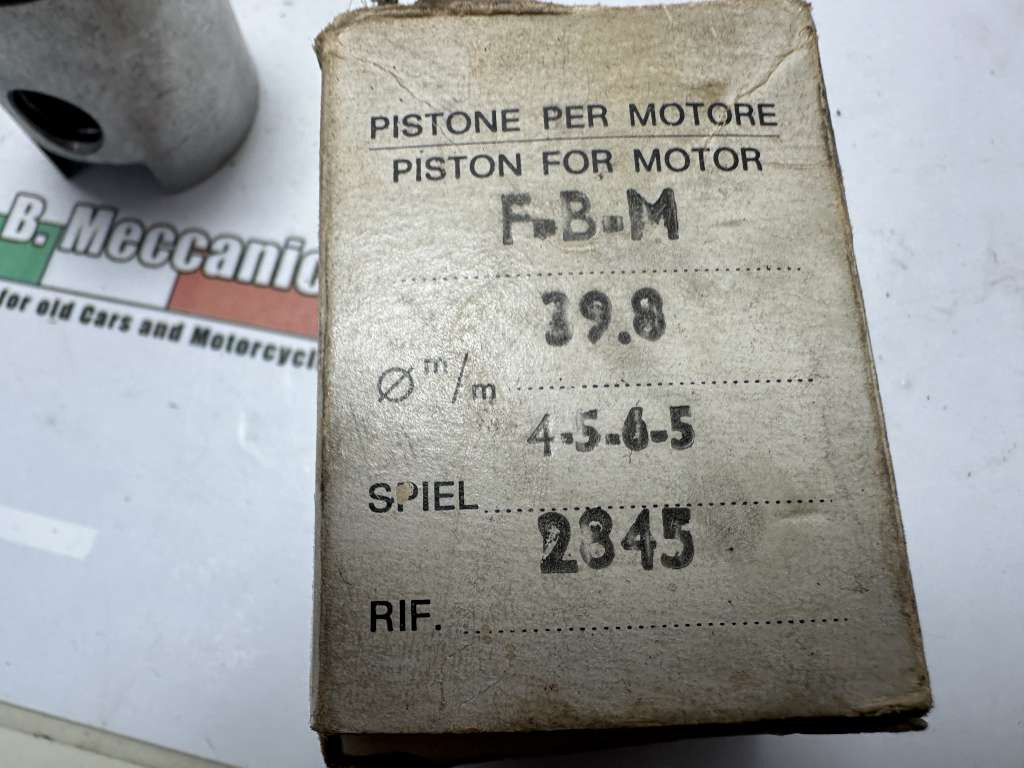 PISTONE PER MOTORE
PISTON FOR MOTOR
F.B.M
39.8
Ø m/m
4-5-6-5
SPIEL
2345
RIF.
B. Meccanic
for old Cars and Motorcycl